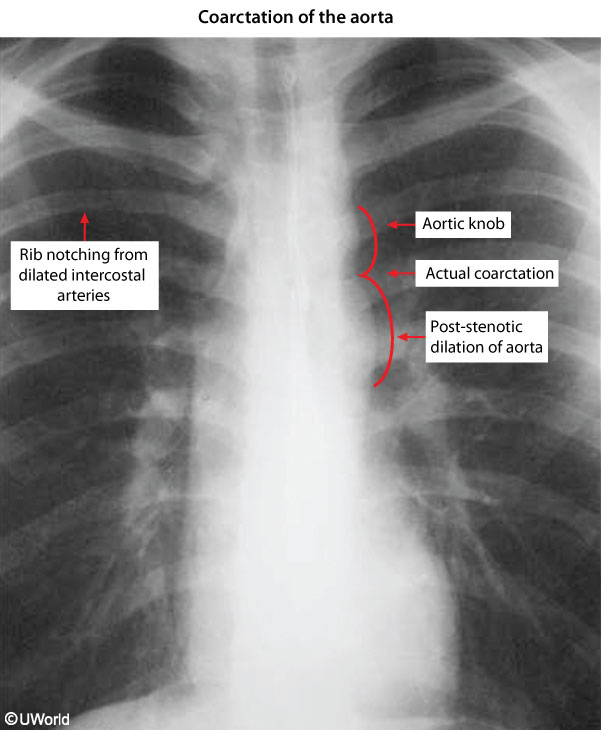 Coarctation of the aorta
Aortic knob
Rib notching from
dilated intercostal
arteries
Actual coarctation
Post-stenotic
dilation of aorta
©UWorld